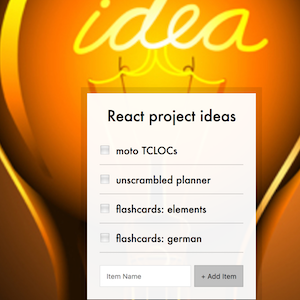 idea
React project ideas
moto TCLOCs
unscrambled planner
flashcards: elements
flashcards: german
Item Name
+ Add Item